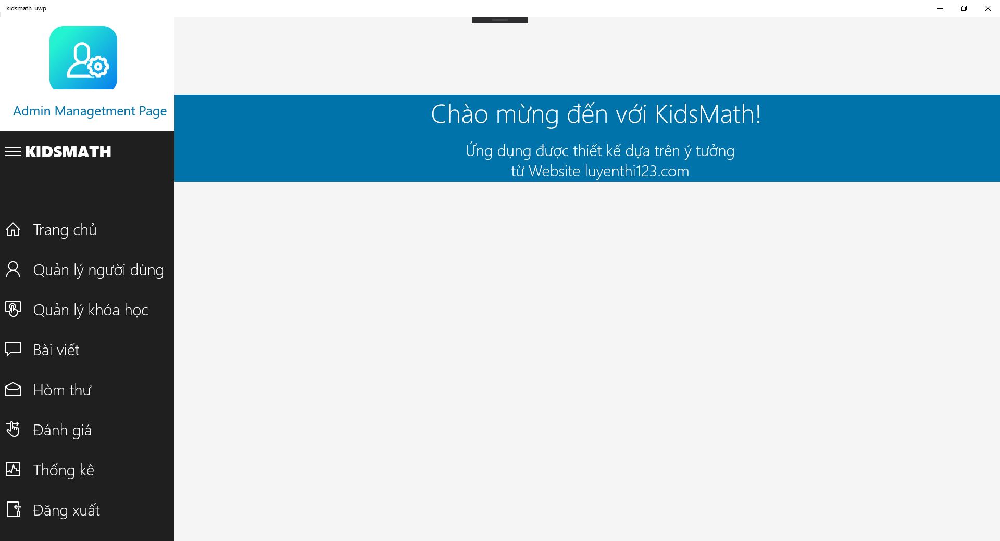 kidsmath_uwp
Admin Managetment Page
KIDSMATH
Trang chủ
Quản lý người dùng
Quản lý khóa học
Bài viết
Hòm thư
Đánh giá
Thống kê
Đăng xuất
Chào mừng đến với KidsMath!
Ứng dụng được thiết kế dựa trên ý tưởng
từ Website luyenthi123.com